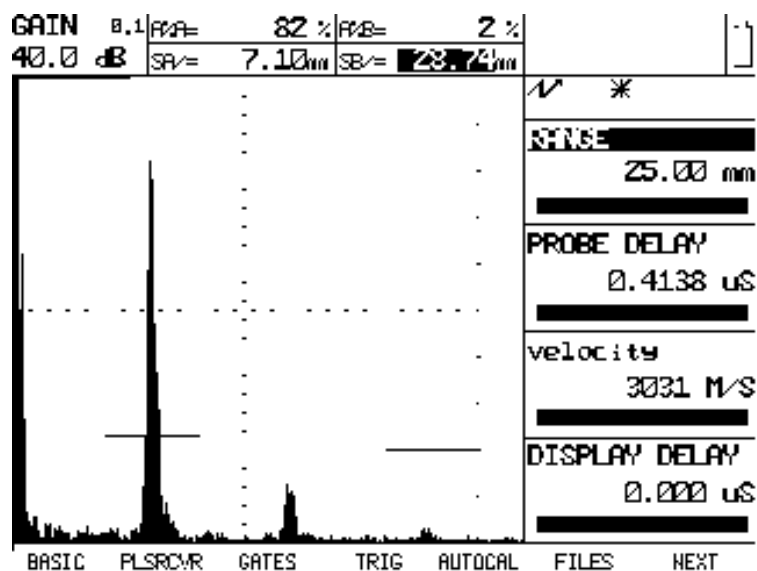 GAIN 0.1 A%A= 82 % A%B= 2 %
40.0 dB SA/= 7.10mm SB/= 28.74mm
RANGE
25.00 mm
PROBE DELAY
0.4138 uS
velocity
3031 M/S
DISPLAY DELAY
0.000 uS
BASIC PLSRCVR GATES TRIG AUTOCAL FILES NEXT